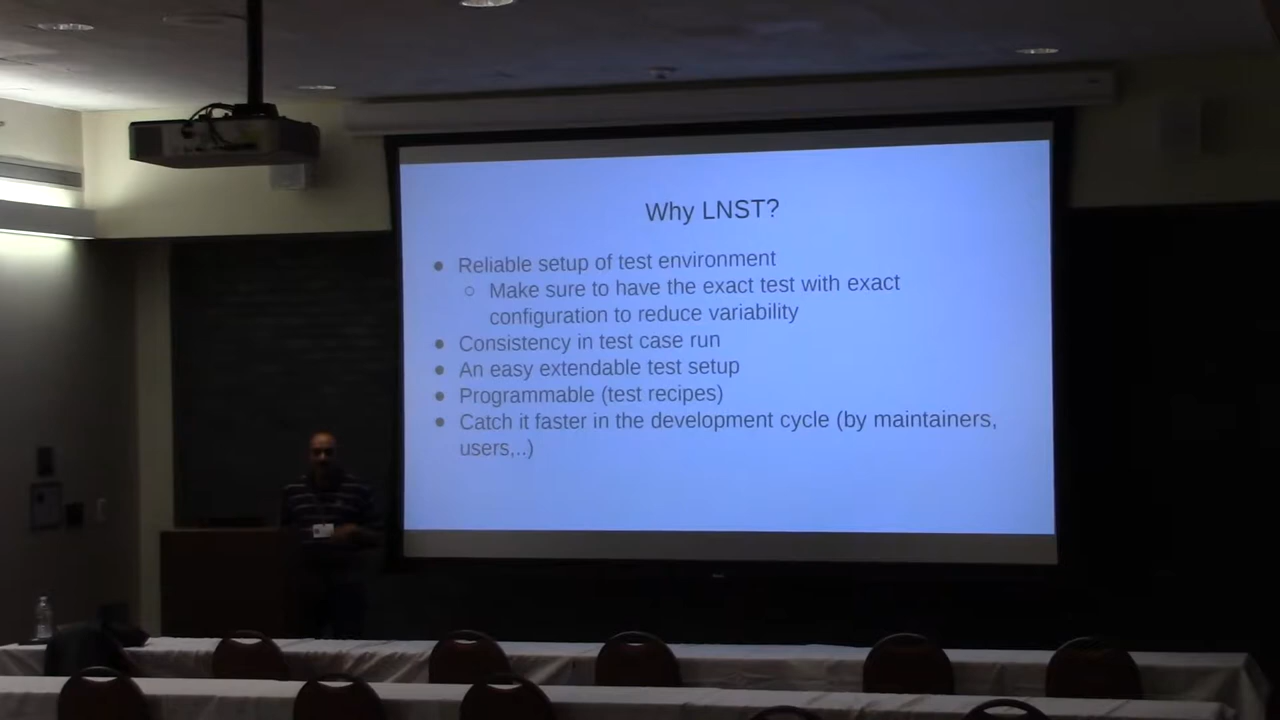 Why LNST?
● Reliable setup of test environment
○ Make sure to have the exact test with exact
configuration to reduce variability
● Consistency in test case run
● An easy extendable test setup
● Programmable (test recipes)
● Catch it faster in the development cycle (by maintainers,
users,..)